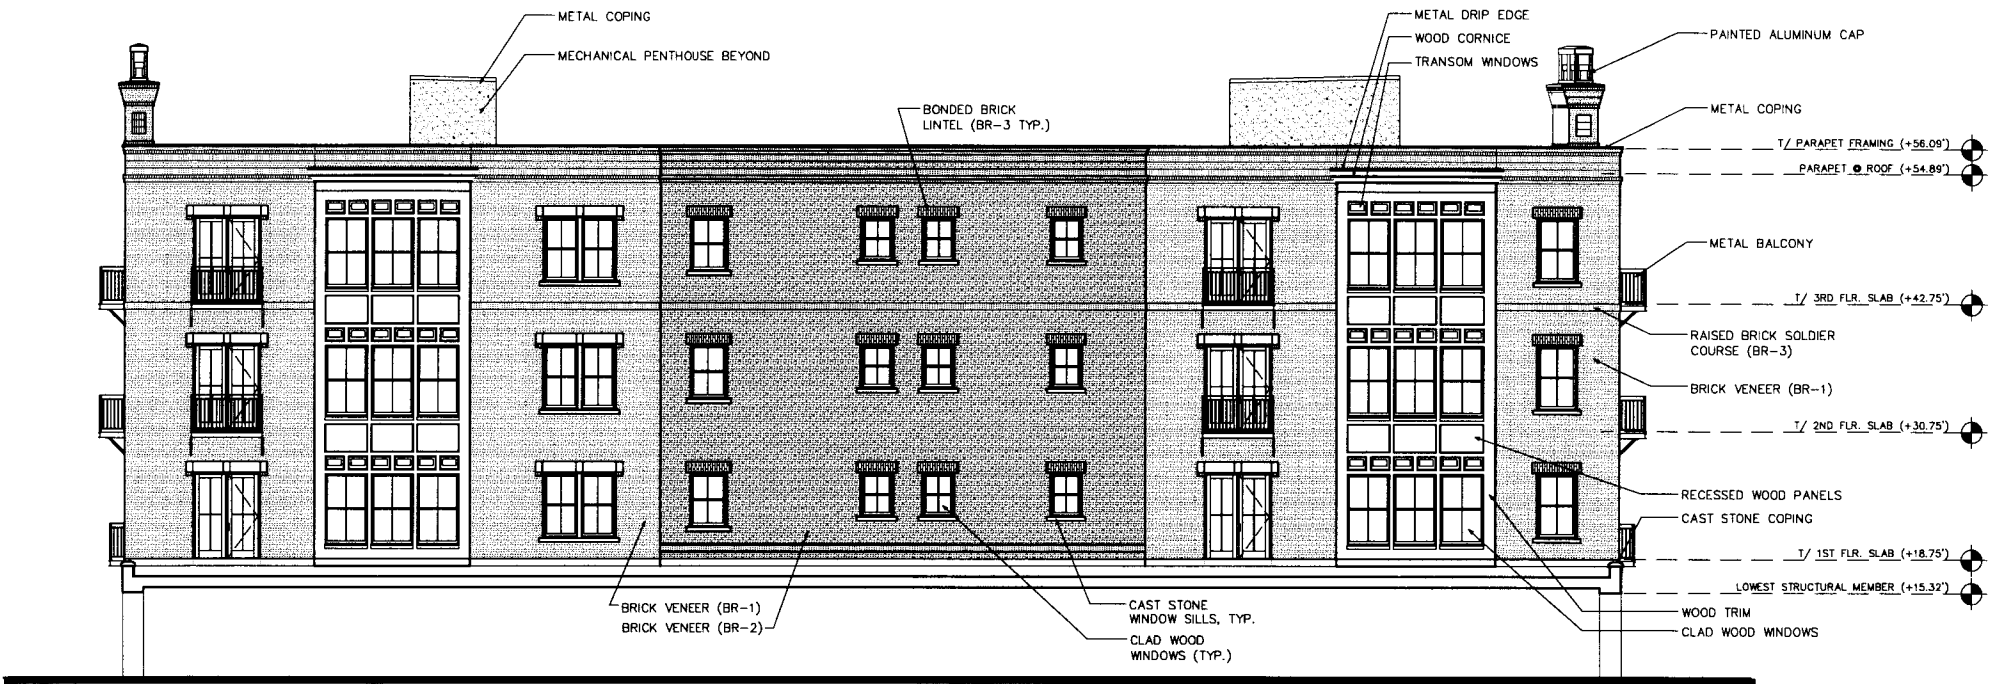 METAL COPING
MECHANICAL PENTHOUSE BEYOND
BONDED BRICK
LINTEL (BR-3 TYP.)
METAL DRIP EDGE
WOOD CORNICE
TRANSOM WINDOWS
PAINTED ALUMINUM CAP
METAL COPING
T/ PARAPET FRAMING (+56.09')
PARAPET @ ROOF (+54.89')
METAL BALCONY
T/ 3RD FLR. SLAB (+42.75')
RAISED BRICK SOLDIER
COURSE (BR-3)
BRICK VENEER (BR-1)
T/ 2ND FLR. SLAB (+30.75')
RECESSED WOOD PANELS
CAST STONE COPING
T/ 1ST FLR. SLAB (+18.75')
LOWEST STRUCTURAL MEMBER (+15.32')
WOOD TRIM
CLAD WOOD WINDOWS
BRICK VENEER (BR-1)
BRICK VENEER (BR-2)
CAST STONE
WINDOW SILLS, TYP.
CLAD WOOD
WINDOWS (TYP.)